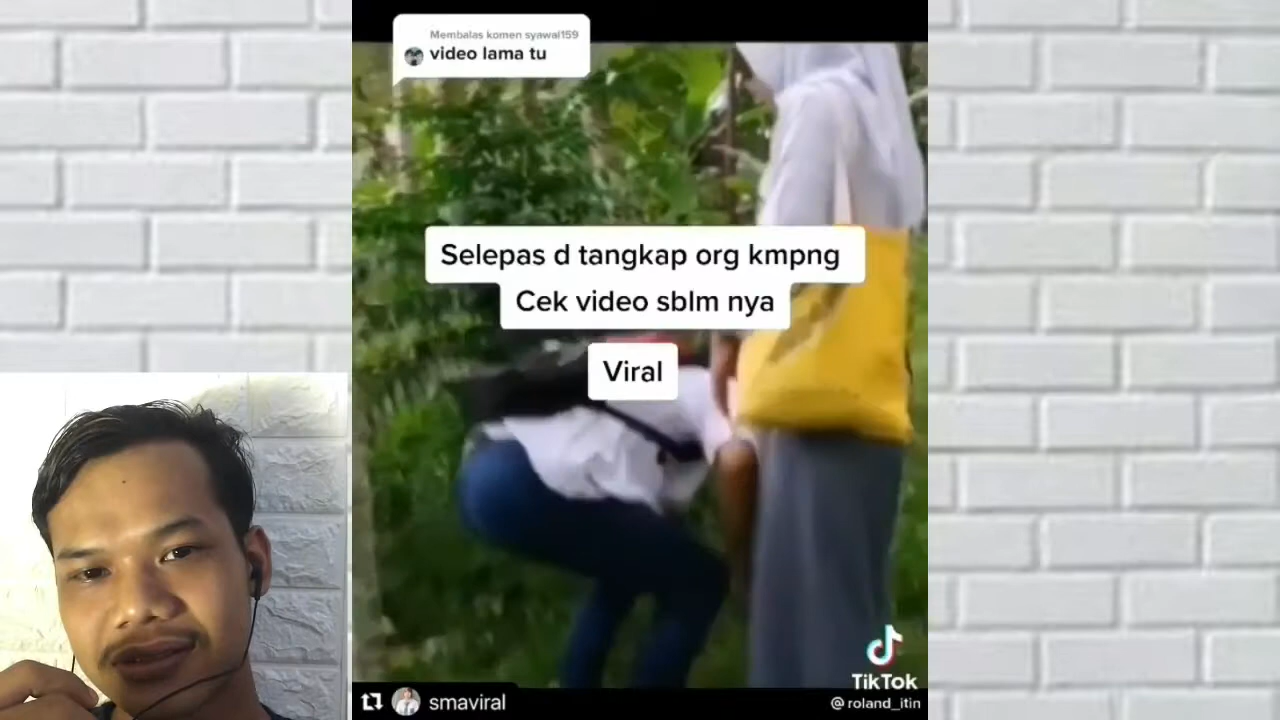 Membalas komen syawal159
video lama tu
Selepas d tangkap org kmpng
Cek video sblm nya
Viral
TikTok
@roland_itin
smaviral